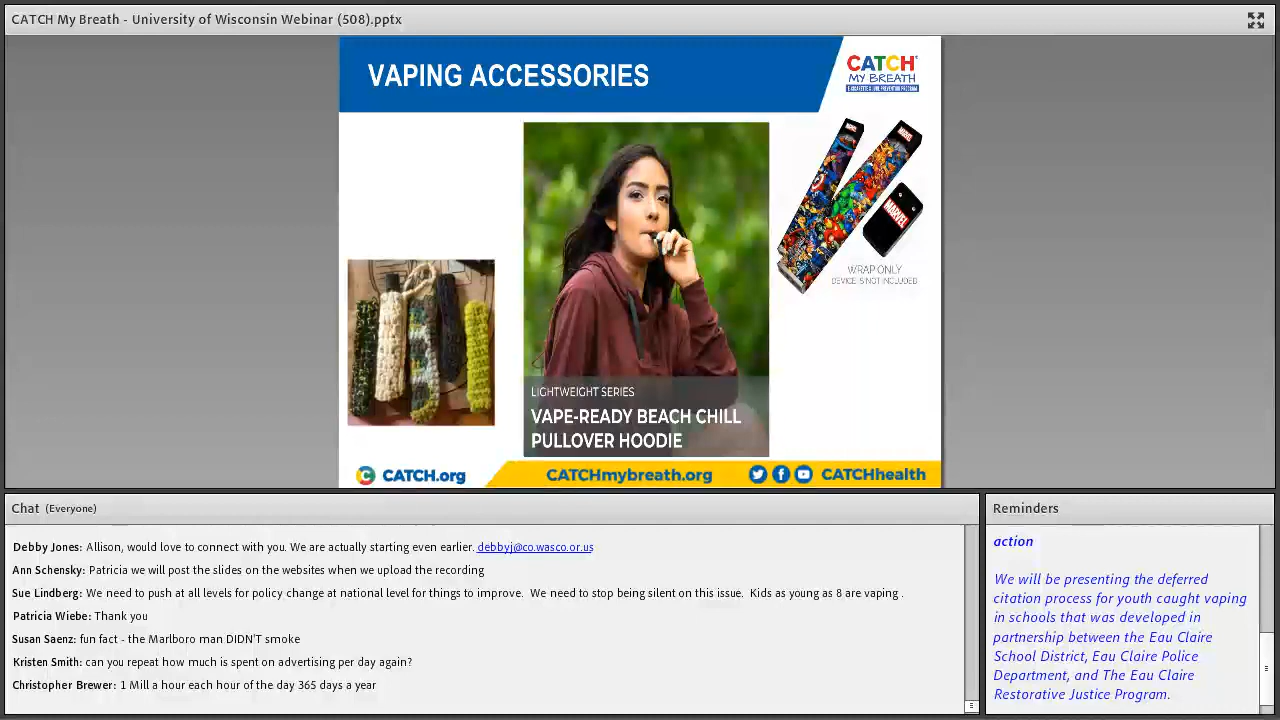 CATCH My Breath - University of Wisconsin Webinar (508).pptx
VAPING ACCESSORIES
CATCH
MY BREATH
MARVEL
MARVEL
MARVEL
WRAP ONLY
DEVICE IS NOT INCLUDED
LIGHTWEIGHT SERIES
VAPE-READY BEACH CHILL
PULLOVER HOODIE
CATCH.org
CATCHmybreath.org
CATCHhealth
Chat (Everyone)
Debby Jones: Allison, would love to connect with you. We are actually starting even earlier. debbyj@co.wasco.or.us
Ann Schensky: Patricia we will post the slides on the websites when we upload the recording
Sue Lindberg: We need to push at all levels for policy change at national level for things to improve. We need to stop being silent on this issue. Kids as young as 8 are vaping .
Patricia Wiebe: Thank you
Susan Saenz: fun fact - the Marlboro man DIDN'T smoke
Kristen Smith: can you repeat how much is spent on advertising per day again?
Christopher Brewer: 1 Mill a hour each hour of the day 365 days a year
Reminders
action
We will be presenting the deferred
citation process for youth caught vaping
in schools that was developed in
partnership between the Eau Claire
School District, Eau Claire Police
Department, and The Eau Claire
Restorative Justice Program.